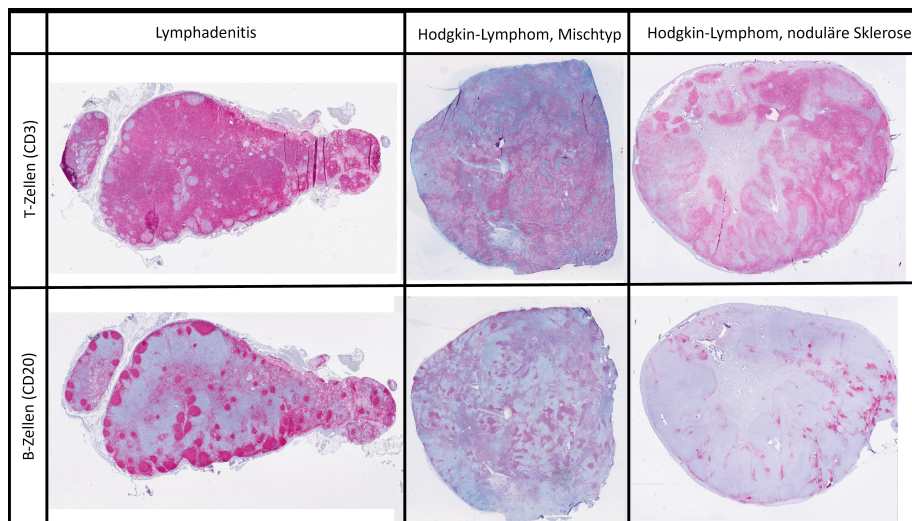 Lymphadenitis
Hodgkin-Lymphom, Mischtyp
Hodgkin-Lymphom, noduläre Sklerose
T-Zellen (CD3)
B-Zellen (CD20)